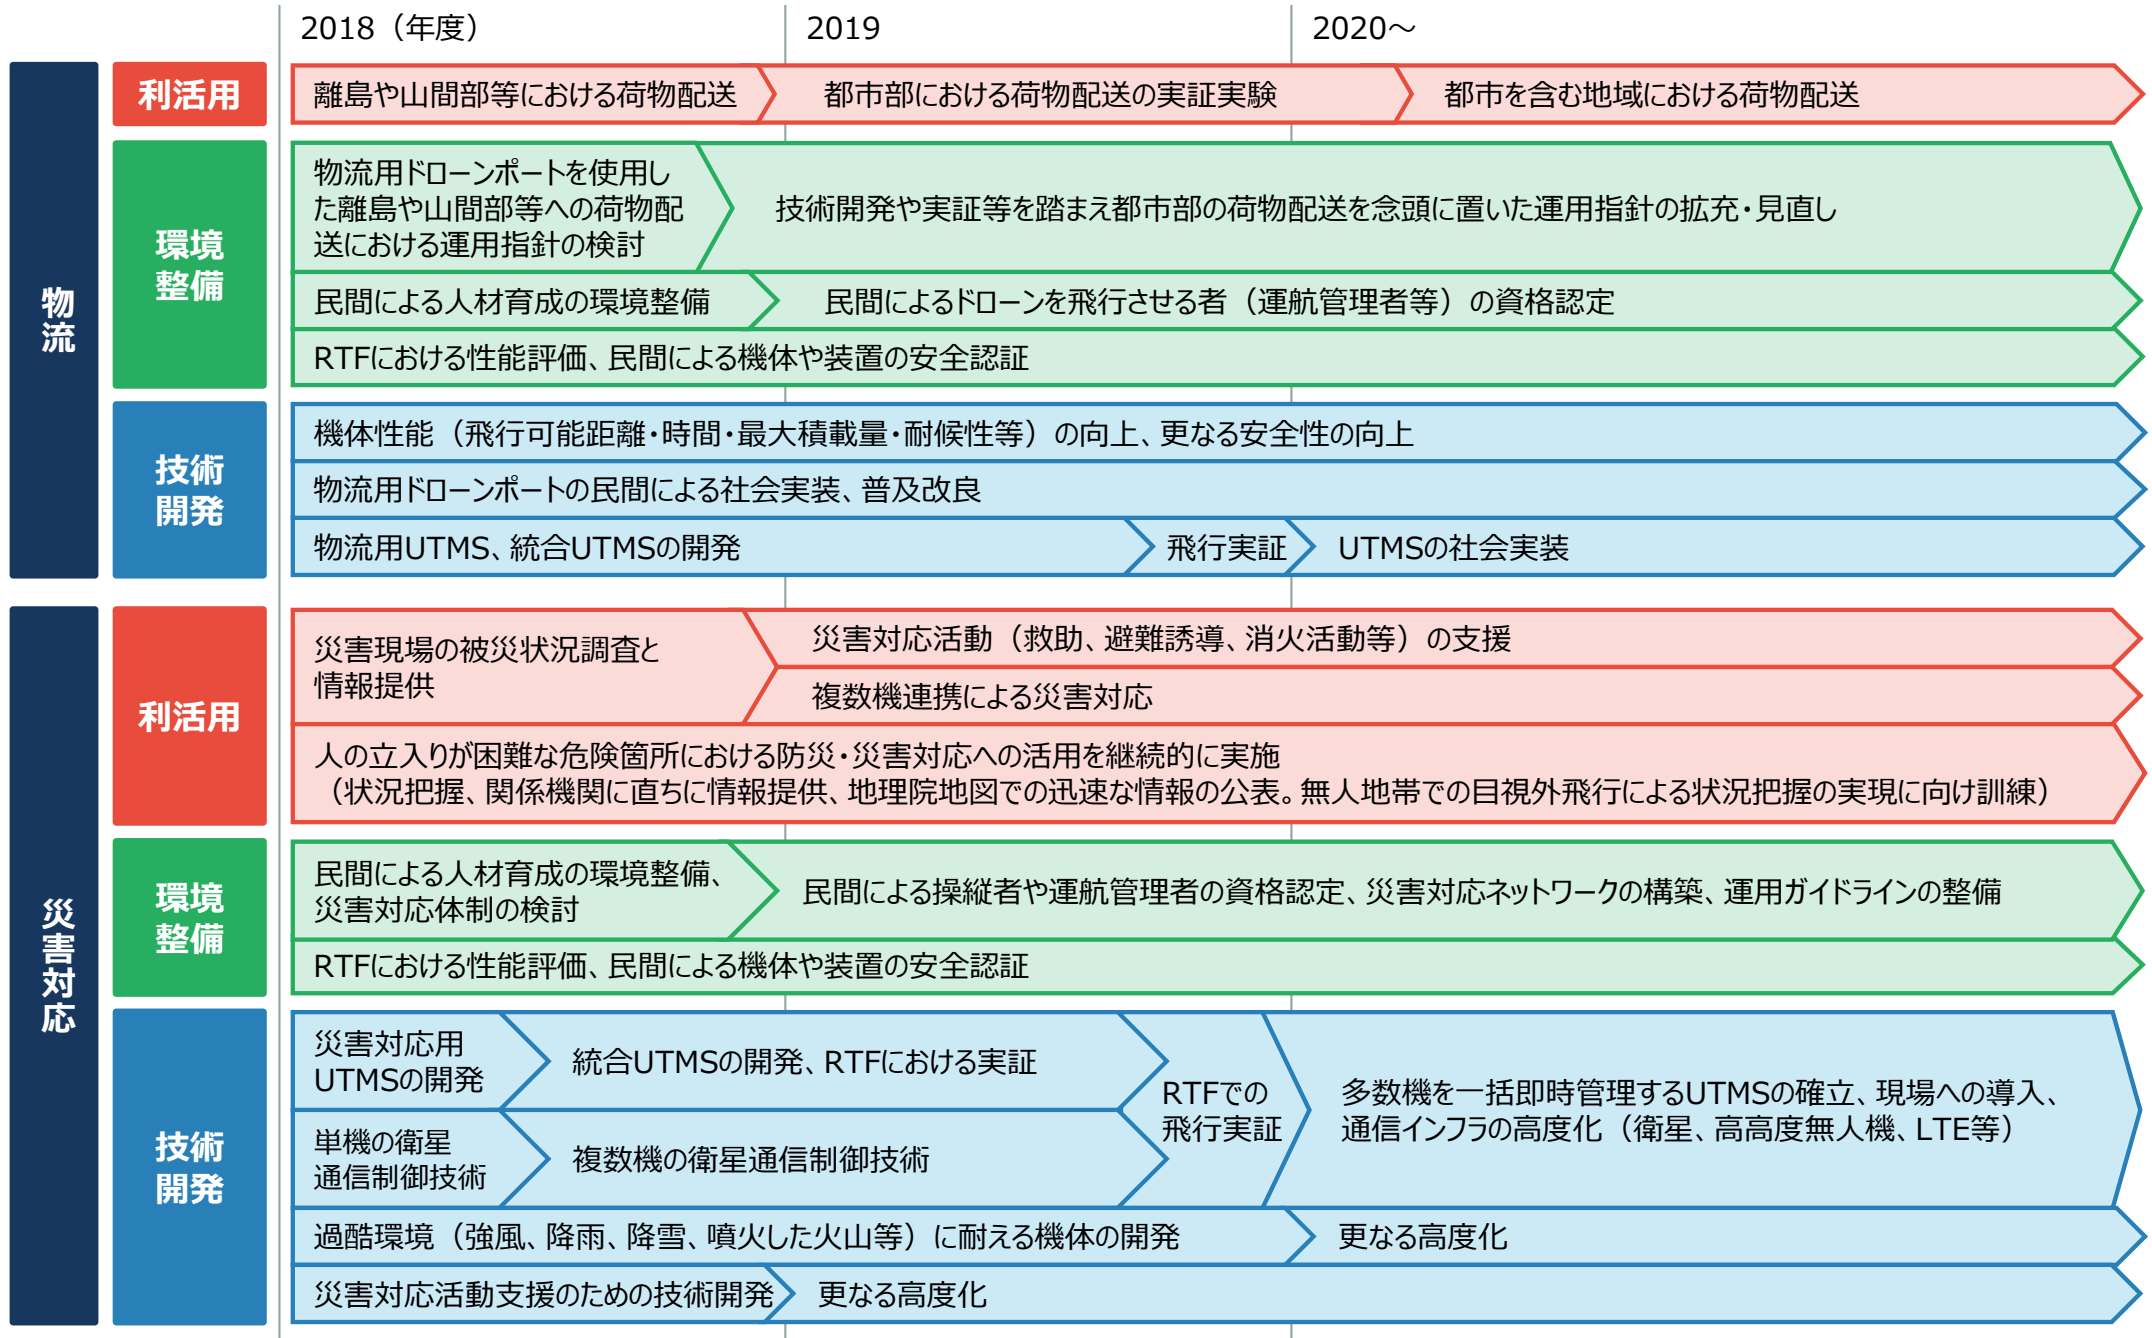 2018（年度）
2019
2020～
物流
利活用
離島や山間部等における荷物配送
都市部における荷物配送の実証実験
都市を含む地域における荷物配送
環境
整備
物流用ドローンポートを使用し
た離島や山間部等への荷物配
送における運用指針の検討
技術開発や実証等を踏まえ都市部の荷物配送を念頭に置いた運用指針の拡充・見直し
民間による人材育成の環境整備
民間によるドローンを飛行させる者（運航管理者等）の資格認定
RTFにおける性能評価、民間による機体や装置の安全認証
技術
開発
機体性能（飛行可能距離・時間・最大積載量・耐候性等）の向上、更なる安全性の向上
物流用ドローンポートの民間による社会実装、普及改良
物流用UTMS、統合UTMSの開発
飛行実証
UTMSの社会実装
災害対応
利活用
災害現場の被災状況調査と
情報提供
災害対応活動（救助、避難誘導、消火活動等）の支援
複数機連携による災害対応
人の立入りが困難な危険箇所における防災・災害対応への活用を継続的に実施
（状況把握、関係機関に直ちに情報提供、地理院地図での迅速な情報の公表。無人地帯での目視外飛行による状況把握の実現に向け訓練）
環境
整備
民間による人材育成の環境整備、
災害対応体制の検討
民間による操縦者や運航管理者の資格認定、災害対応ネットワークの構築、運用ガイドラインの整備
RTFにおける性能評価、民間による機体や装置の安全認証
技術
開発
災害対応用
UTMSの開発
統合UTMSの開発、RTFにおける実証
単機の衛星
通信制御技術
複数機の衛星通信制御技術
RTFでの
飛行実証
多数機を一括即時管理するUTMSの確立、現場への導入、
通信インフラの高度化（衛星、高高度無人機、LTE等）
過酷環境（強風、降雨、降雪、噴火した火山等）に耐える機体の開発
更なる高度化
災害対応活動支援のための技術開発
更なる高度化